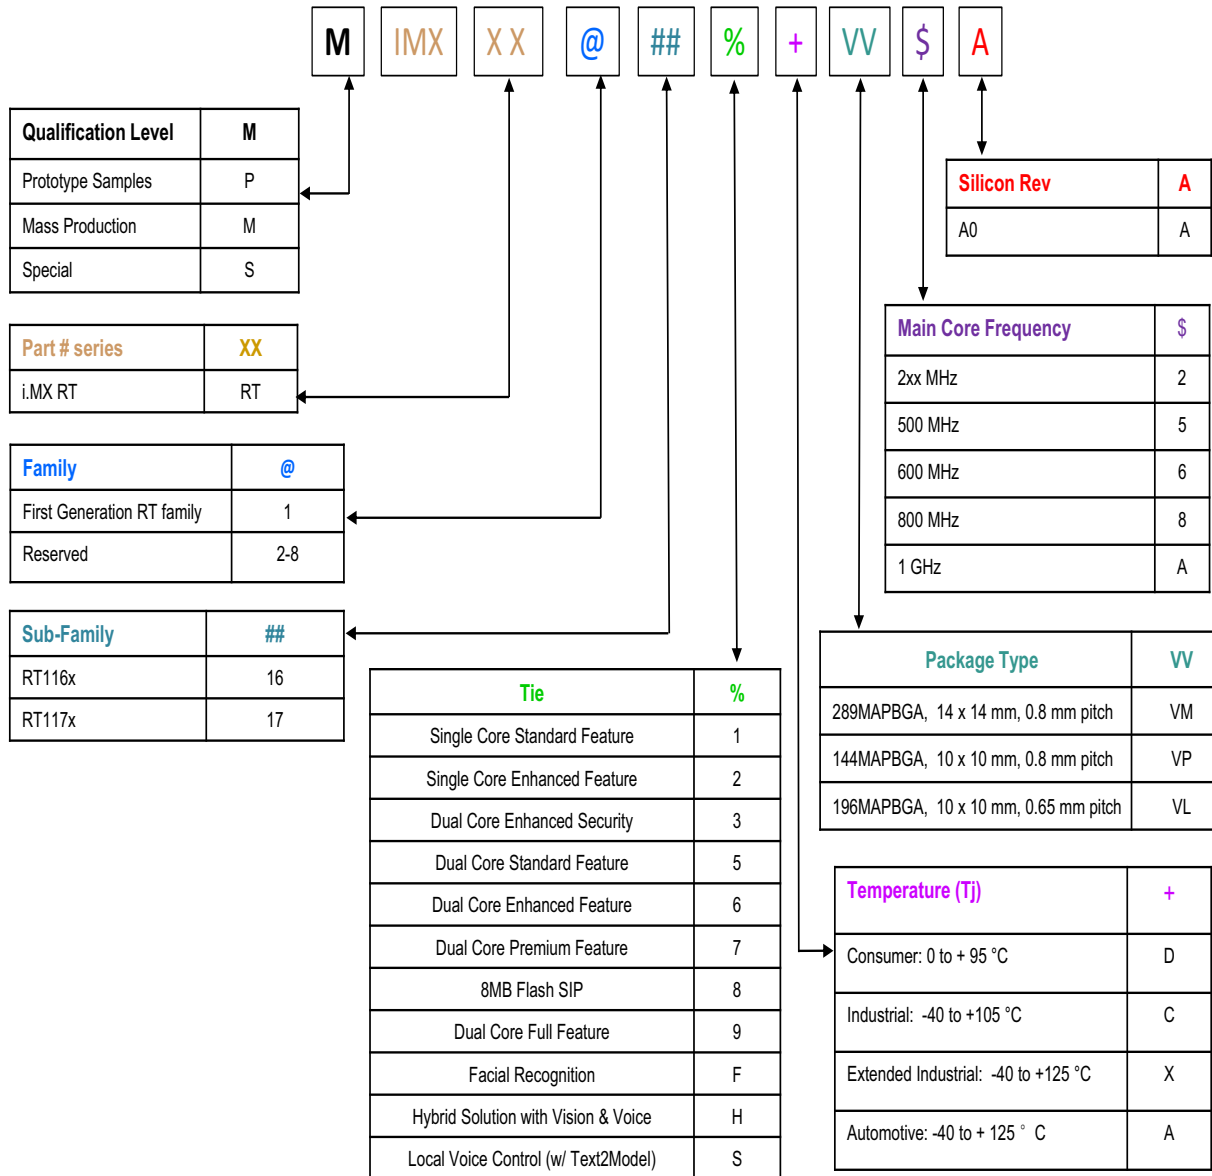 M IMX XX @ ## % + VV $ A
Qualification Level M
Prototype Samples P
Mass Production M
Special S
Part # series XX
i.MX RT RT
Family @
First Generation RT family 1
Reserved 2-8
Sub-Family ##
RT116x 16
RT117x 17
Tie %
Single Core Standard Feature 1
Single Core Enhanced Feature 2
Dual Core Enhanced Security 3
Dual Core Standard Feature 5
Dual Core Enhanced Feature 6
Dual Core Premium Feature 7
8MB Flash SIP 8
Dual Core Full Feature 9
Facial Recognition F
Hybrid Solution with Vision & Voice H
Local Voice Control (w/ Text2Model) S
Silicon Rev A
A0 A
Main Core Frequency $
2xx MHz 2
500 MHz 5
600 MHz 6
800 MHz 8
1 GHz A
Package Type VV
289MAPBGA, 14 x 14 mm, 0.8 mm pitch VM
144MAPBGA, 10 x 10 mm, 0.8 mm pitch VP
196MAPBGA, 10 x 10 mm, 0.65 mm pitch VL
Temperature (Tj) +
Consumer: 0 to + 95 °C D
Industrial: -40 to +105 °C C
Extended Industrial: -40 to +125 °C X
Automotive: -40 to + 125 ° C A